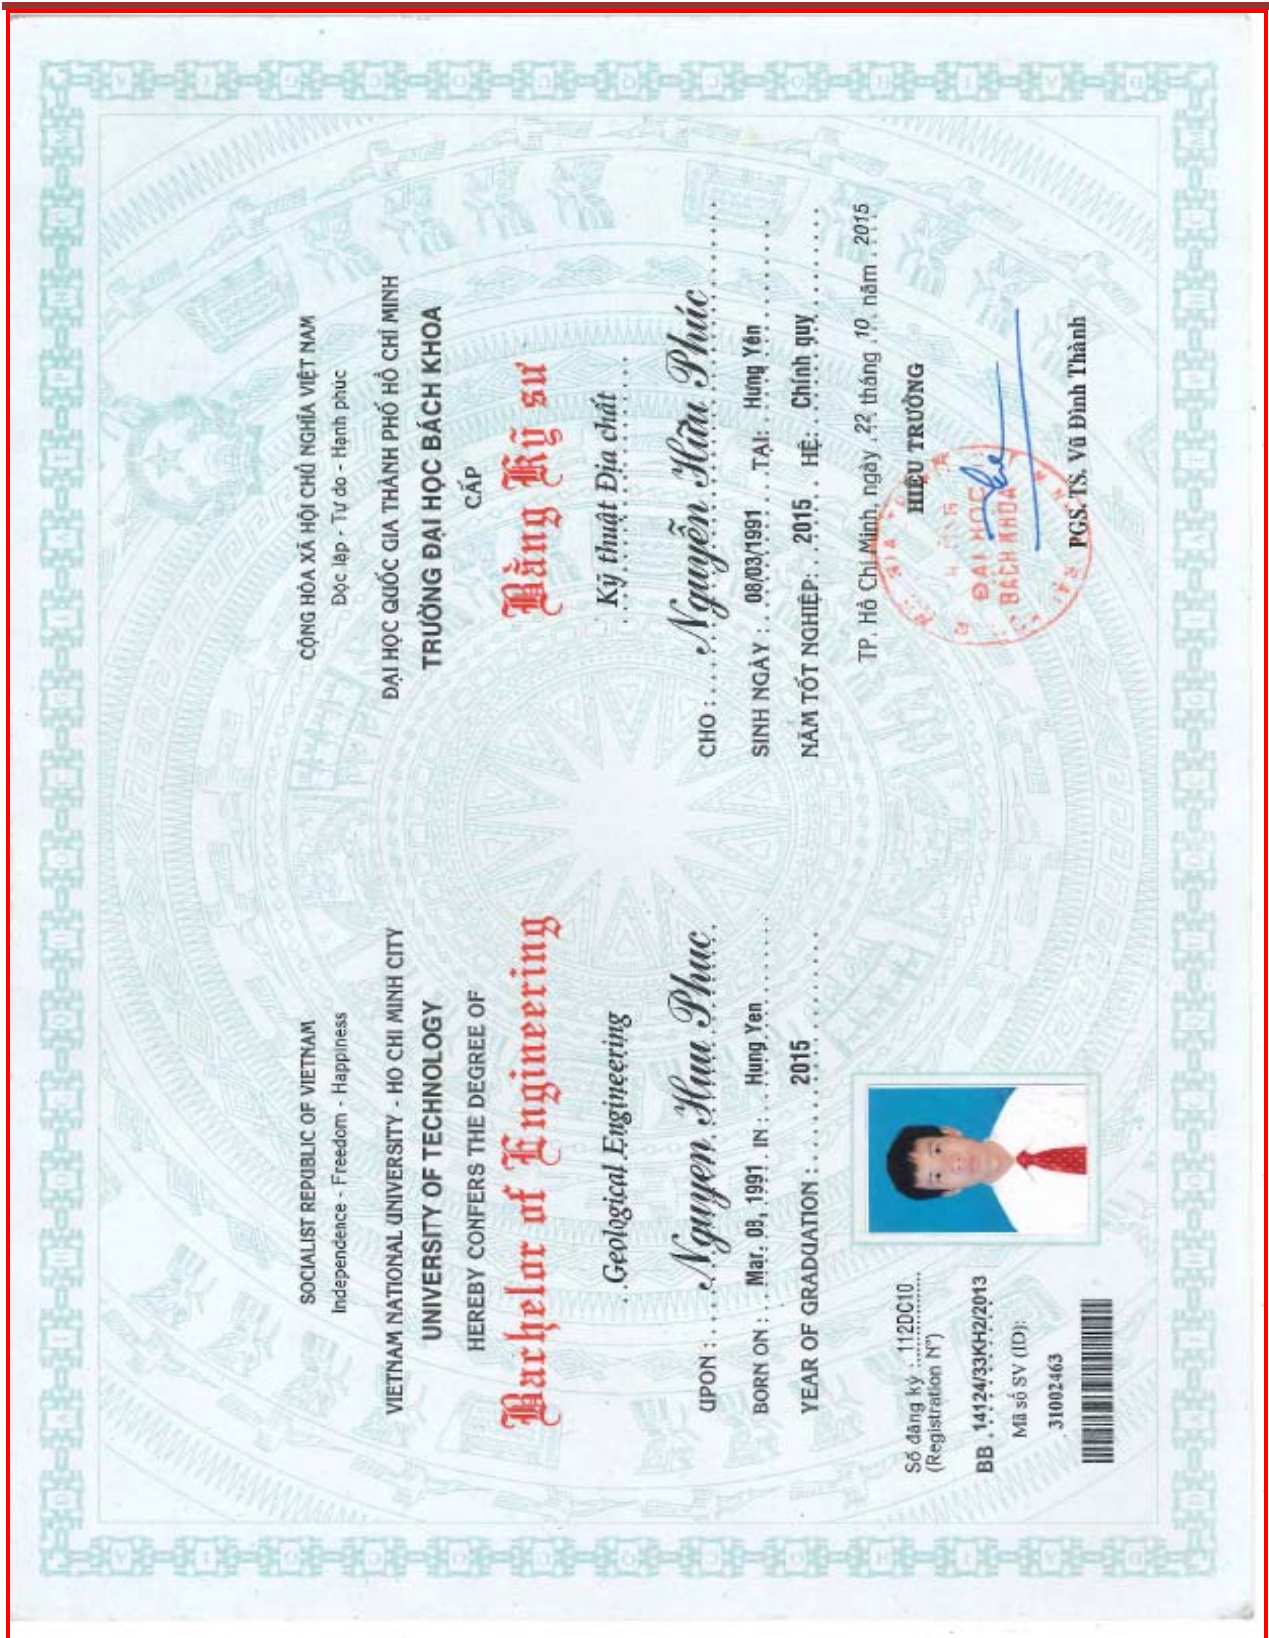 SOCIALIST REPUBLIC OF VIETNAM
Independence - Freedom - Happiness
VIETNAM NATIONAL UNIVERSITY - HO CHI MINH CITY
UNIVERSITY OF TECHNOLOGY
HEREBY CONFERS THE DEGREE OF
Bachelor of Engineering
Geological Engineering
UPON : Nguyen Huu Phuc
BORN ON : Mar. 08, 1991 IN : Hung Yen
YEAR OF GRADUATION : 2015
Số đăng ký : 112DC10
(Registration N°)
BB 14124/33KH2/2013
Mã số SV (ID):
31002463
CỘNG HÒA XÃ HỘI CHỦ NGHĨA VIỆT NAM
Độc lập - Tự do - Hạnh phúc
ĐẠI HỌC QUỐC GIA THÀNH PHỐ HỒ CHÍ MINH
TRƯỜNG ĐẠI HỌC BÁCH KHOA
CẤP
Bằng Kỹ sư
Kỹ thuật Địa chất
CHO : Nguyễn Hữu Phúc
SINH NGÀY : 08/03/1991 TẠI: Hưng Yên
NĂM TỐT NGHIỆP: 2015 HỆ: Chính quy
TP. Hồ Chí Minh, ngày 22 tháng 10 năm 2015
HIỆU TRƯỞNG
ĐẠI HỌC
BÁCH KHOA
PGS. TS. Vũ Đình Thành